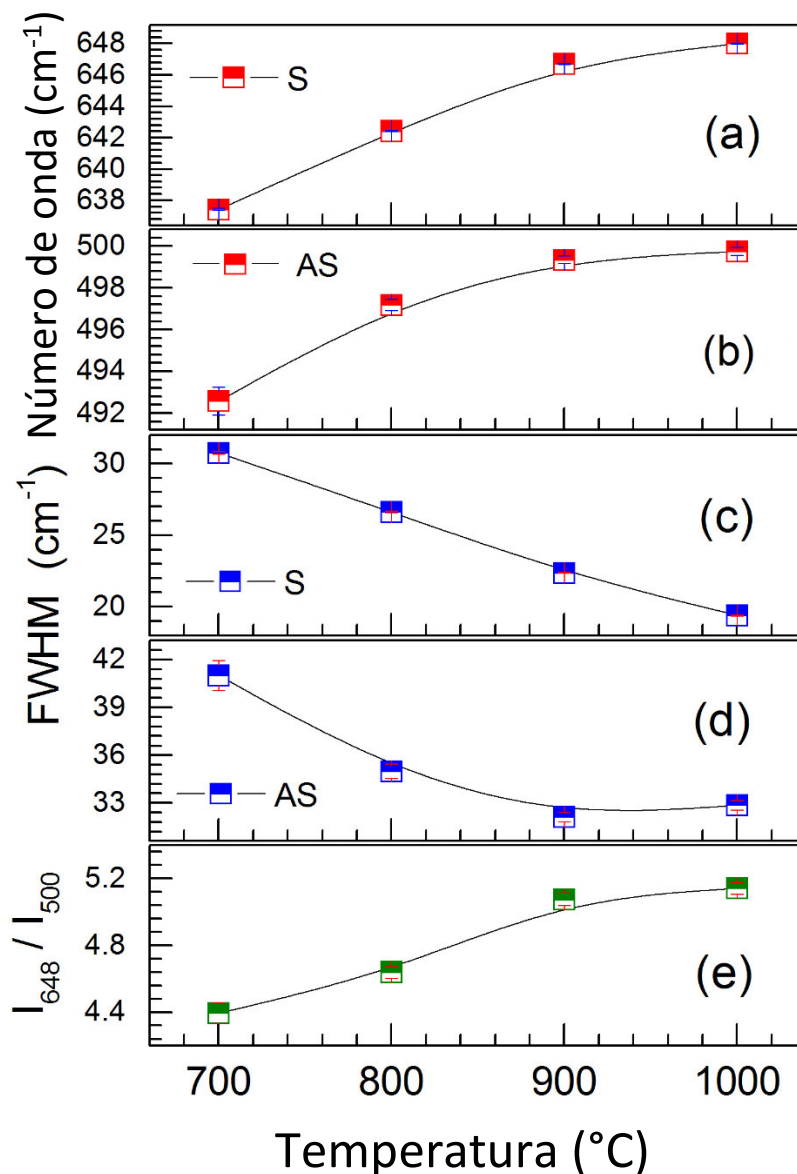 Número de onda (cm⁻¹)
648
646
644
642
640
638
S
(a)
500
498
496
494
492
AS
(b)
FWHM (cm⁻¹)
30
25
20
S
(c)
42
39
36
33
AS
(d)
I₆₄₈ / I₅₀₀
5.2
4.8
4.4
(e)
700 800 900 1000
Temperatura (°C)